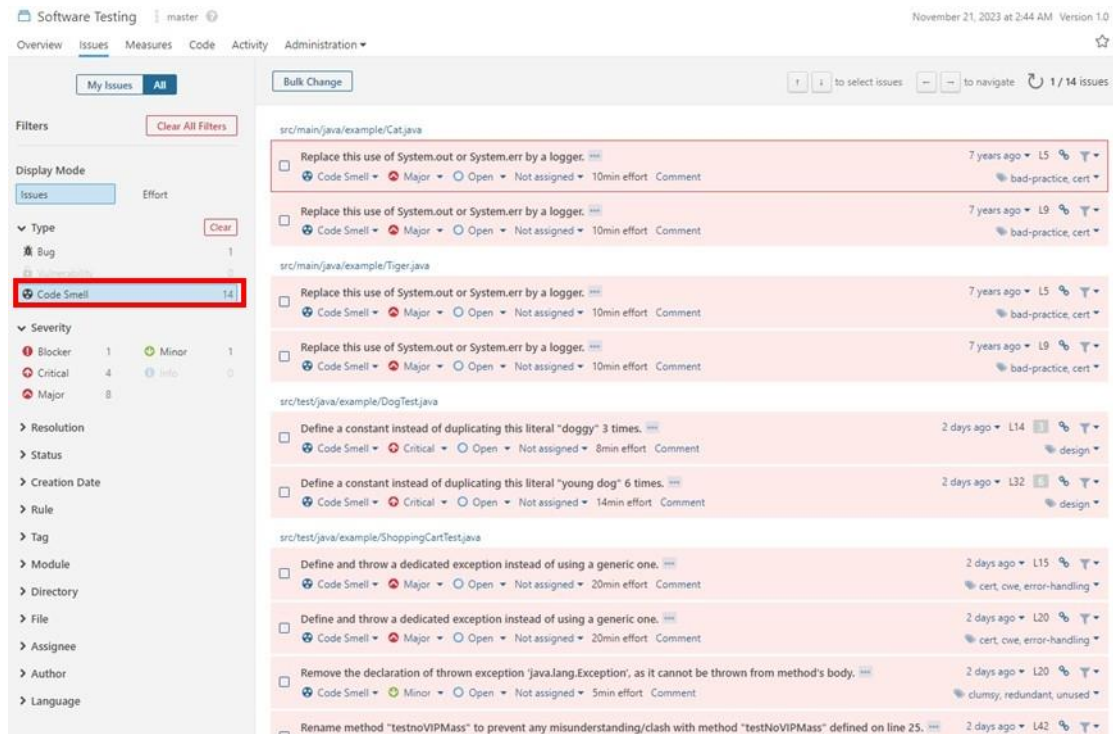 Software Testing master November 21, 2023 at 2:44 AM Version 1.0
Overview Issues Measures Code Activity Administration
My Issues All
Bulk Change
↑ ↓ to select issues ← → to navigate 1 / 14 issues
Filters Clear All Filters
Display Mode
Issues Effort
Type Clear
Bug 1
Vulnerability 0
Code Smell 14
Severity
Blocker 1 Minor 1
Critical 4 Info 0
Major 8
Resolution
Status
Creation Date
Rule
Tag
Module
Directory
File
Assignee
Author
Language
src/main/java/example/Cat.java
Replace this use of System.out or System.err by a logger. 7 years ago L5
Code Smell Major Open Not assigned 10min effort Comment bad-practice, cert
Replace this use of System.out or System.err by a logger. 7 years ago L9
Code Smell Major Open Not assigned 10min effort Comment bad-practice, cert
src/main/java/example/Tiger.java
Replace this use of System.out or System.err by a logger. 7 years ago L5
Code Smell Major Open Not assigned 10min effort Comment bad-practice, cert
Replace this use of System.out or System.err by a logger. 7 years ago L9
Code Smell Major Open Not assigned 10min effort Comment bad-practice, cert
src/test/java/example/DogTest.java
Define a constant instead of duplicating this literal "doggy" 3 times. 2 days ago L14 3
Code Smell Critical Open Not assigned 8min effort Comment design
Define a constant instead of duplicating this literal "young dog" 6 times. 2 days ago L32 6
Code Smell Critical Open Not assigned 14min effort Comment design
src/test/java/example/ShoppingCartTest.java
Define and throw a dedicated exception instead of using a generic one. 2 days ago L15
Code Smell Major Open Not assigned 20min effort Comment cert, cwe, error-handling
Define and throw a dedicated exception instead of using a generic one. 2 days ago L20
Code Smell Major Open Not assigned 20min effort Comment cert, cwe, error-handling
Remove the declaration of thrown exception 'java.lang.Exception', as it cannot be thrown from method's body. 2 days ago L20
Code Smell Minor Open Not assigned 5min effort Comment clumsy, redundant, unused
Rename method "testnoVIPMass" to prevent any misunderstanding/clash with method "testNoVIPMass" defined on line 25. 2 days ago L42